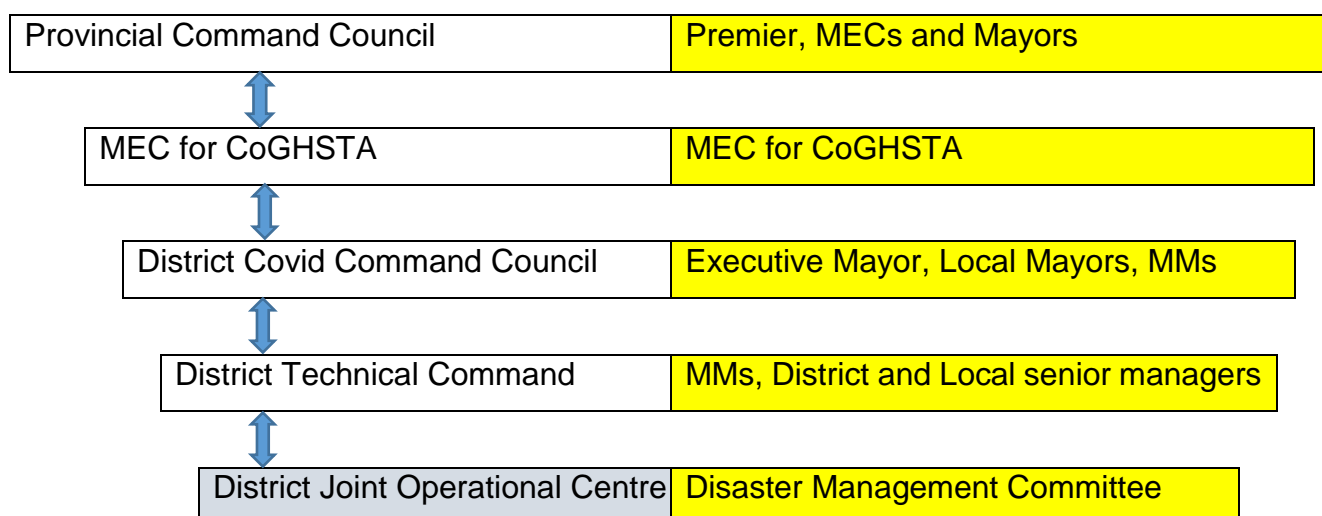 Provincial Command Council Premier, MECs and Mayors
MEC for CoGHSTA MEC for CoGHSTA
District Covid Command Council Executive Mayor, Local Mayors, MMs
District Technical Command MMs, District and Local senior managers
District Joint Operational Centre Disaster Management Committee